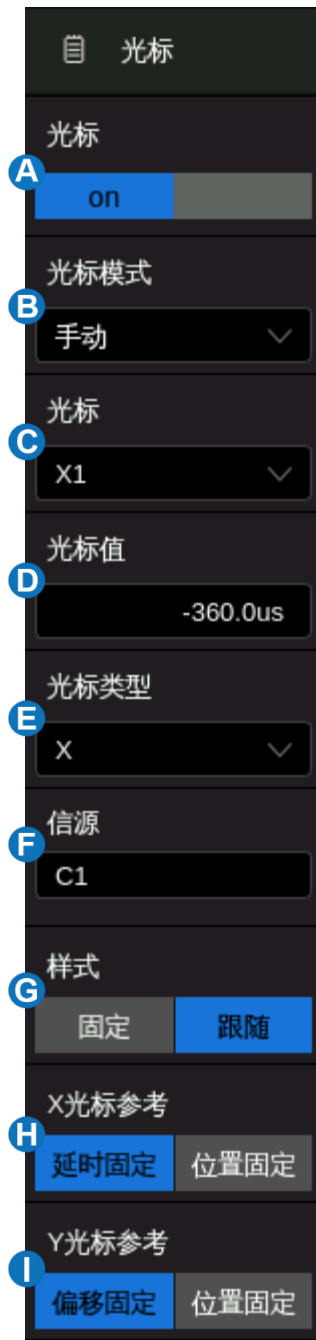 光标
光标
A
on
光标模式
B
手动
光标
C
X1
光标值
D
-360.0us
光标类型
E
X
信源
F
C1
样式
G
固定 跟随
X光标参考
H
延时固定 位置固定
Y光标参考
I
偏移固定 位置固定